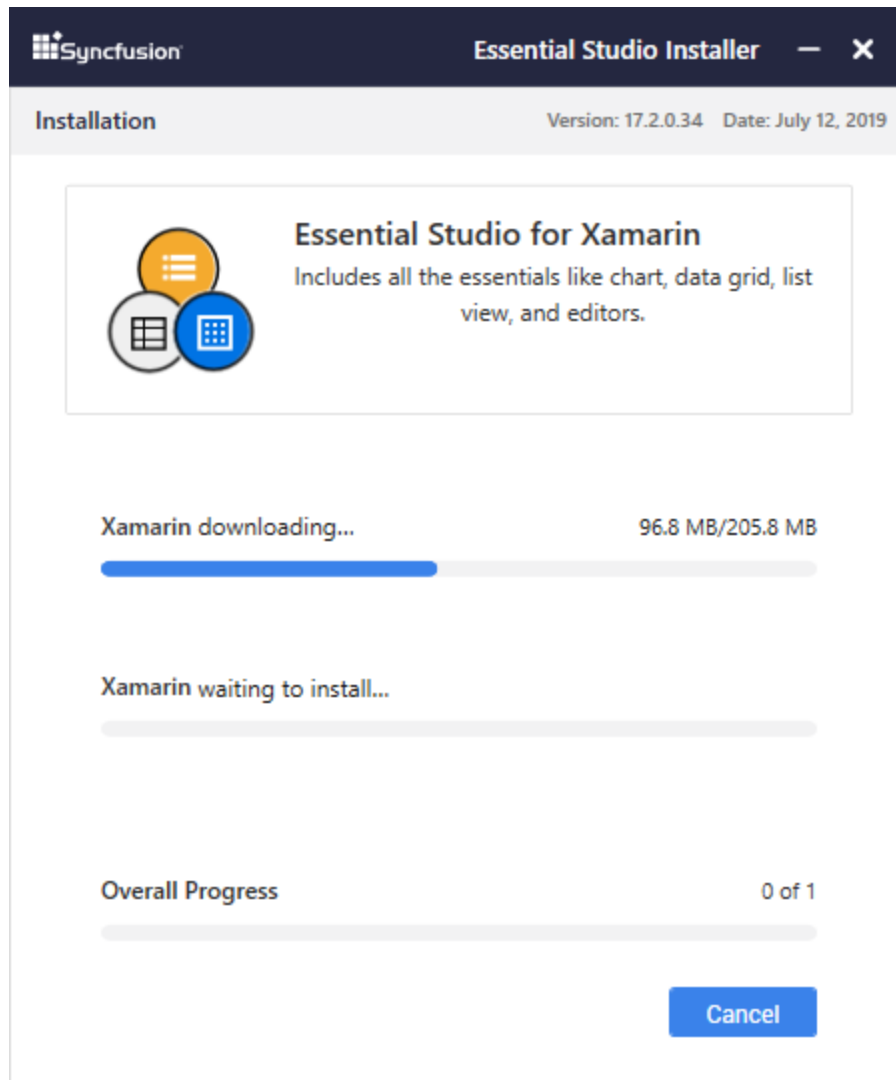 Syncfusion
Essential Studio Installer
Installation
Version: 17.2.0.34 Date: July 12, 2019
Essential Studio for Xamarin
Includes all the essentials like chart, data grid, list
view, and editors.
Xamarin downloading...
96.8 MB/205.8 MB
Xamarin waiting to install...
Overall Progress
0 of 1
Cancel